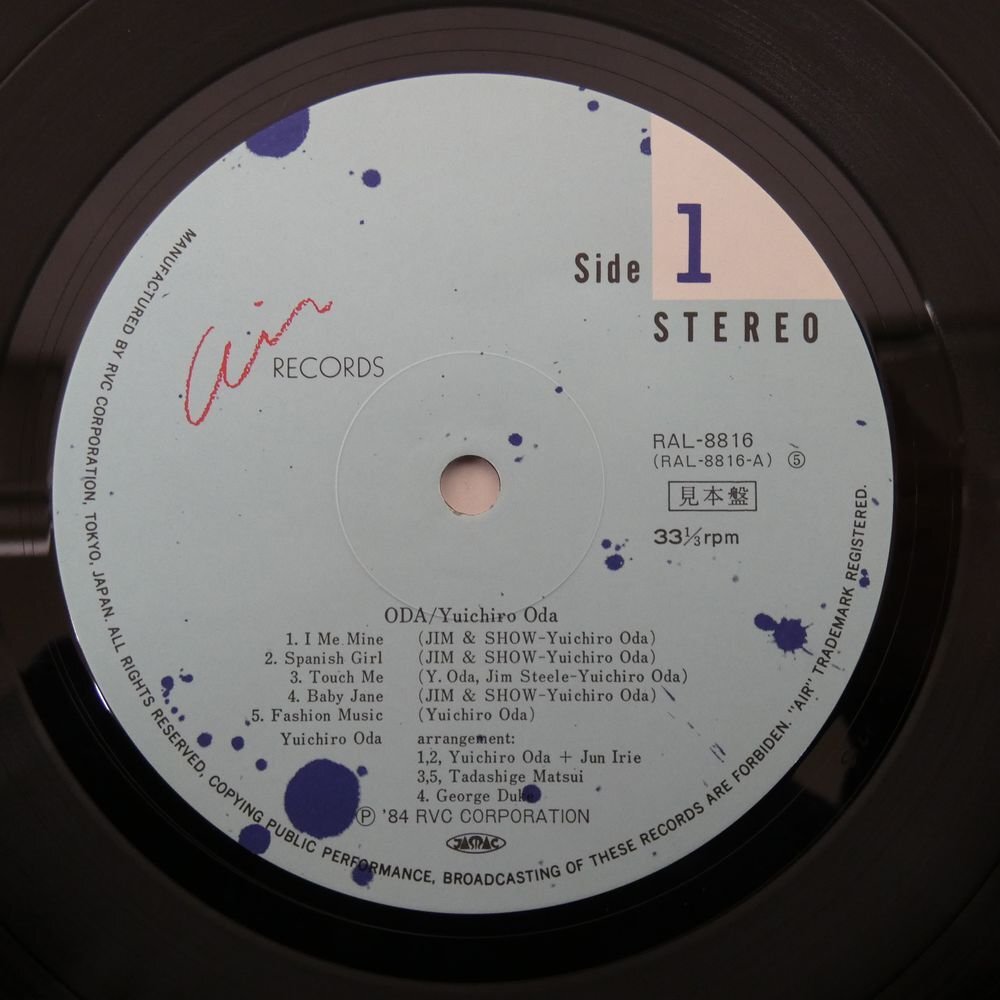 Side 1
STEREO
air
RECORDS
RAL-8816
(RAL-8816-A) ⑤
見本盤
33 1/3 rpm
ODA/Yuichiro Oda
1. I Me Mine (JIM & SHOW-Yuichiro Oda)
2. Spanish Girl (JIM & SHOW-Yuichiro Oda)
3. Touch Me (Y. Oda, Jim Steele-Yuichiro Oda)
4. Baby Jane (JIM & SHOW-Yuichiro Oda)
5. Fashion Music (Yuichiro Oda)
Yuichiro Oda arrangement:
1,2, Yuichiro Oda + Jun Irie
3,5, Tadashige Matsui
4. George Duke
Ⓟ '84 RVC CORPORATION
JASRAC
MANUFACTURED BY RVC CORPORATION, TOKYO, JAPAN. ALL RIGHTS RESERVED, COPYING PUBLIC PERFORMANCE, BROADCASTING OF THESE RECORDS ARE FORBIDEN. "AIR" TRADEMARK REGISTERED.